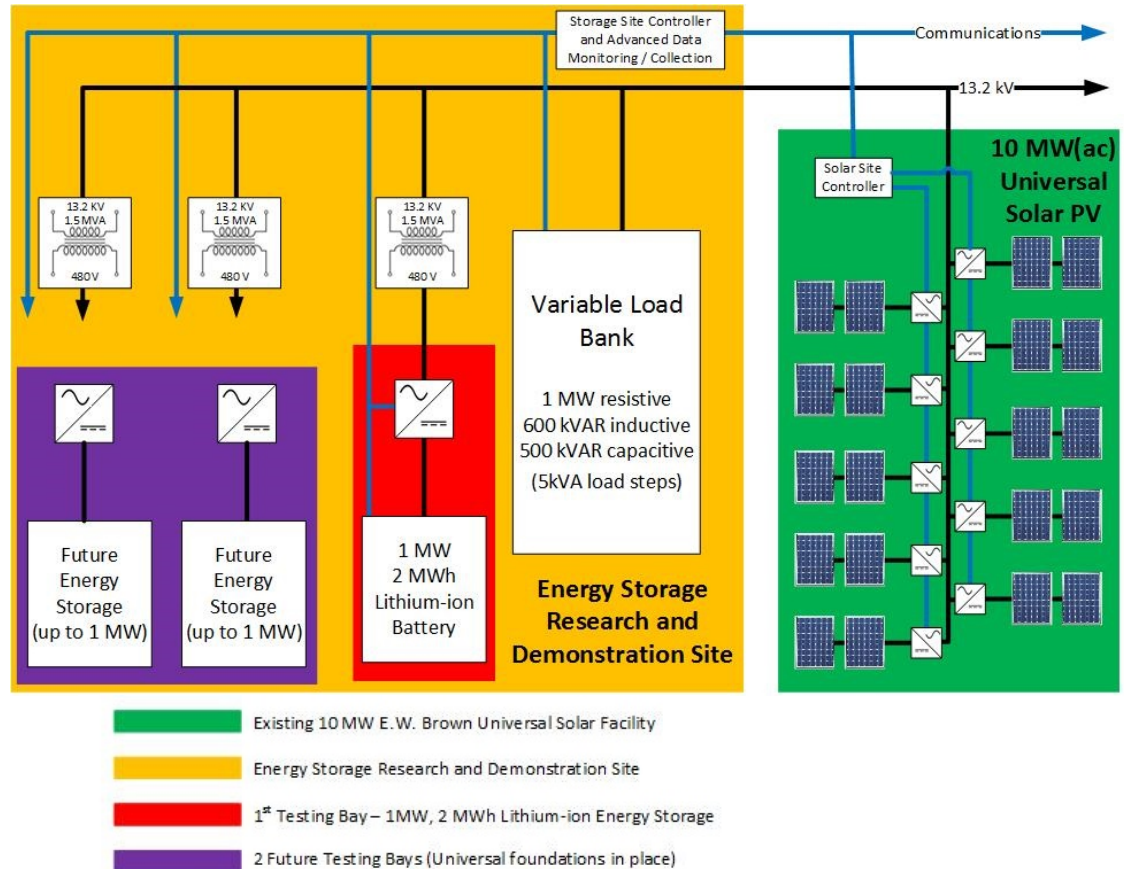 Storage Site Controller
and Advanced Data
Monitoring / Collection
Communications
13.2 kV
10 MW(ac)
Universal
Solar PV
Solar Site
Controller
13.2 KV
1.5 MVA
480 V
13.2 KV
1.5 MVA
480 V
13.2 KV
1.5 MVA
480 V
Variable Load
Bank
1 MW resistive
600 kVAR inductive
500 kVAR capacitive
(5kVA load steps)
Future
Energy
Storage
(up to 1 MW)
Future
Energy
Storage
(up to 1 MW)
1 MW
2 MWh
Lithium-ion
Battery
Energy Storage
Research and
Demonstration Site
Existing 10 MW E.W. Brown Universal Solar Facility
Energy Storage Research and Demonstration Site
1st Testing Bay – 1MW, 2 MWh Lithium-ion Energy Storage
2 Future Testing Bays (Universal foundations in place)